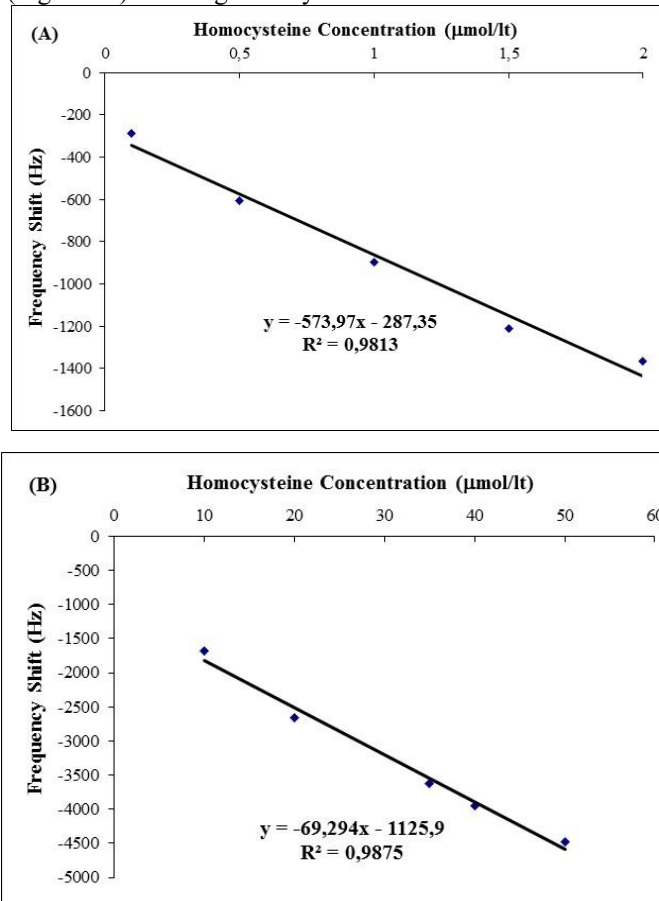 (A)
Homocysteine Concentration (µmol/lt)
0 0,5 1 1,5 2
0
-200
-400
-600
-800
-1000
-1200
-1400
-1600
Frequency Shift (Hz)
y = -573,97x - 287,35
R² = 0,9813
(B)
Homocysteine Concentration (µmol/lt)
0 10 20 30 40 50 60
0
-500
-1000
-1500
-2000
-2500
-3000
-3500
-4000
-4500
-5000
Frequency Shift (Hz)
y = -69,294x - 1125,9
R² = 0,9875